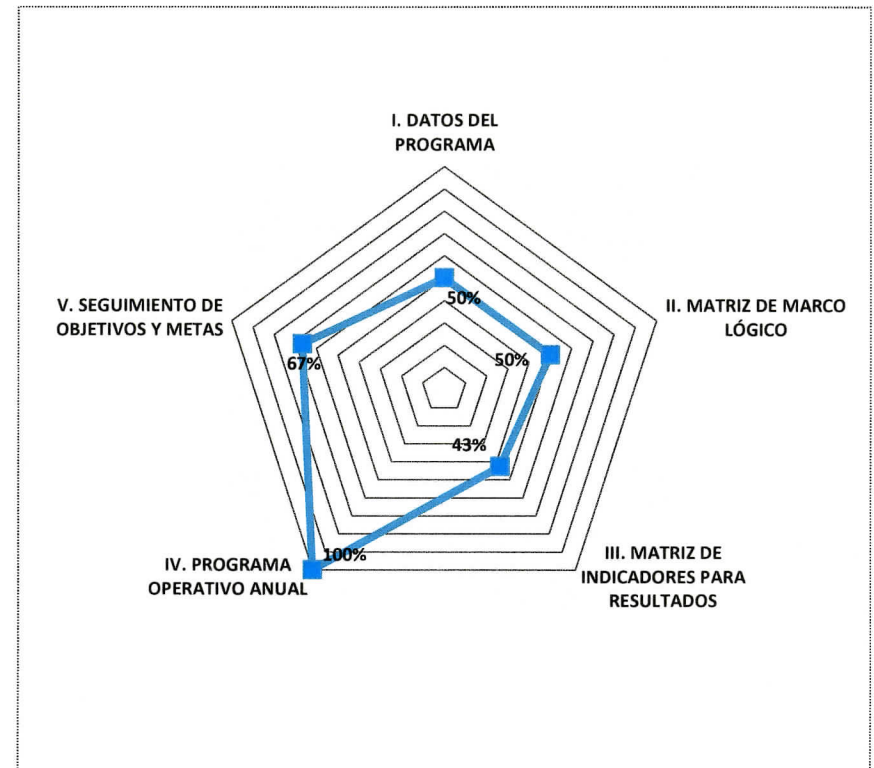 I. DATOS DEL
PROGRAMA
50%
II. MATRIZ DE MARCO
LÓGICO
50%
43%
III. MATRIZ DE
INDICADORES PARA
RESULTADOS
100%
IV. PROGRAMA
OPERATIVO ANUAL
V. SEGUIMIENTO DE
OBJETIVOS Y METAS
67%